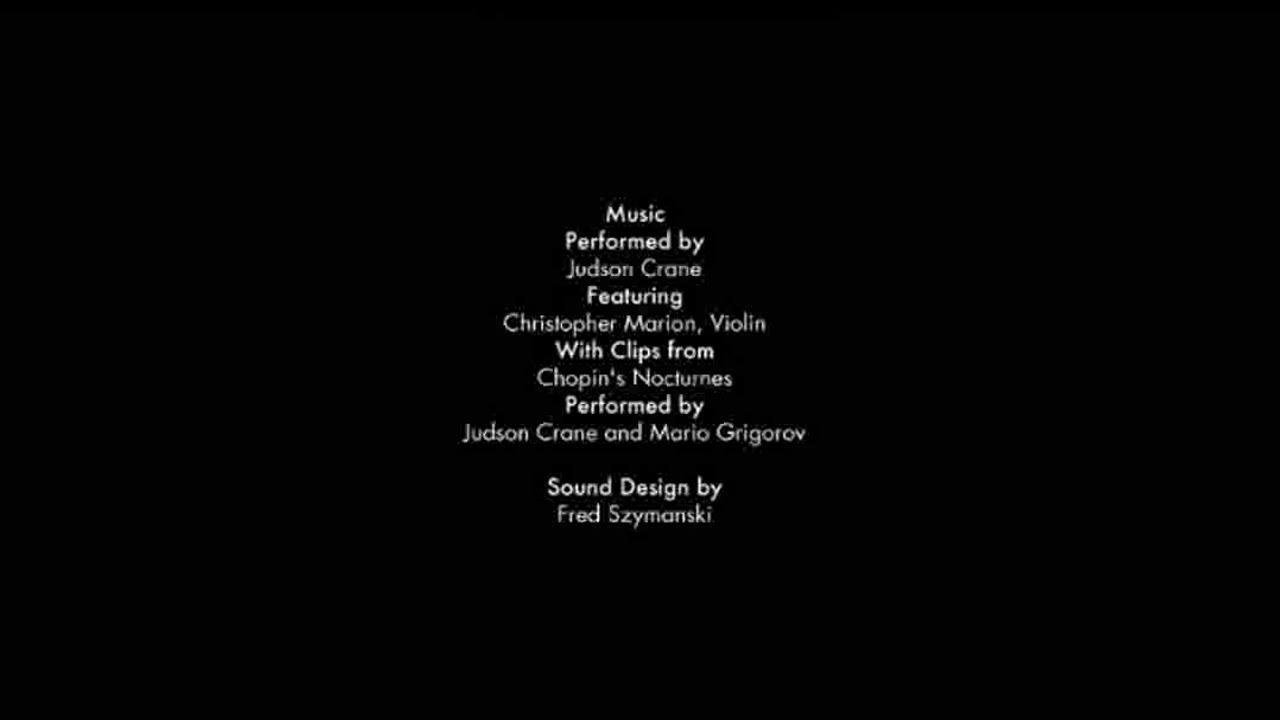 Music
Performed by
Judson Crane
Featuring
Christopher Marion, Violin
With Clips from
Chopin's Nocturnes
Performed by
Judson Crane and Mario Grigorov
Sound Design by
Fred Szymanski